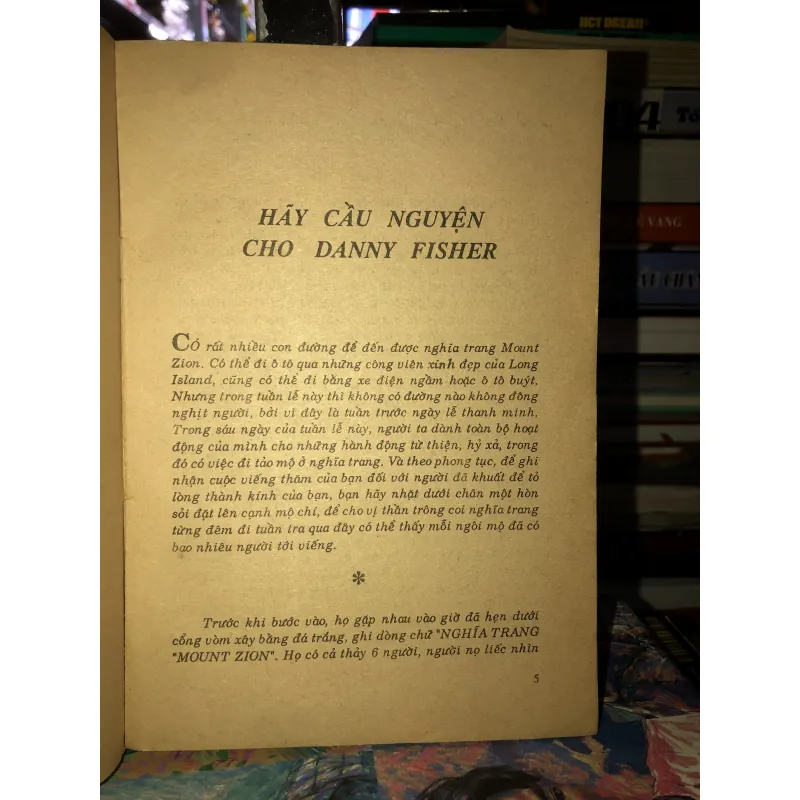 HÃY CẦU NGUYỆN
CHO DANNY FISHER
Có rất nhiều con đường để đến được nghĩa trang Mount
Zion. Có thể đi ô tô qua những công viên xinh đẹp của Long
Island, cũng có thể đi bằng xe điện ngầm hoặc ô tô buýt.
Nhưng trong tuần lễ này thì không có đường nào không đông
nghịt người, bởi vì đây là tuần trước ngày lễ thanh minh.
Trong sáu ngày của tuần lễ này, người ta dành toàn bộ hoạt
động của mình cho những hành động từ thiện, hỷ xả, trong
đó có việc đi tảo mộ ở nghĩa trang. Và theo phong tục, để ghi
nhận cuộc viếng thăm của bạn đối với người đã khuất để tỏ
lòng thành kính của bạn, bạn hãy nhặt dưới chân một hòn
sỏi đặt lên cạnh mộ chí, để cho vị thần trông coi nghĩa trang
từng đêm đi tuần tra qua đây có thể thấy mỗi ngôi mộ đã có
bao nhiêu người tới viếng.
*
Trước khi bước vào, họ gặp nhau vào giờ đã hẹn dưới
cổng vòm xây bằng đá trắng, ghi dòng chữ "NGHĨA TRANG
"MOUNT ZION". Họ có cả thảy 6 người, người nọ liếc nhìn
5
VANG